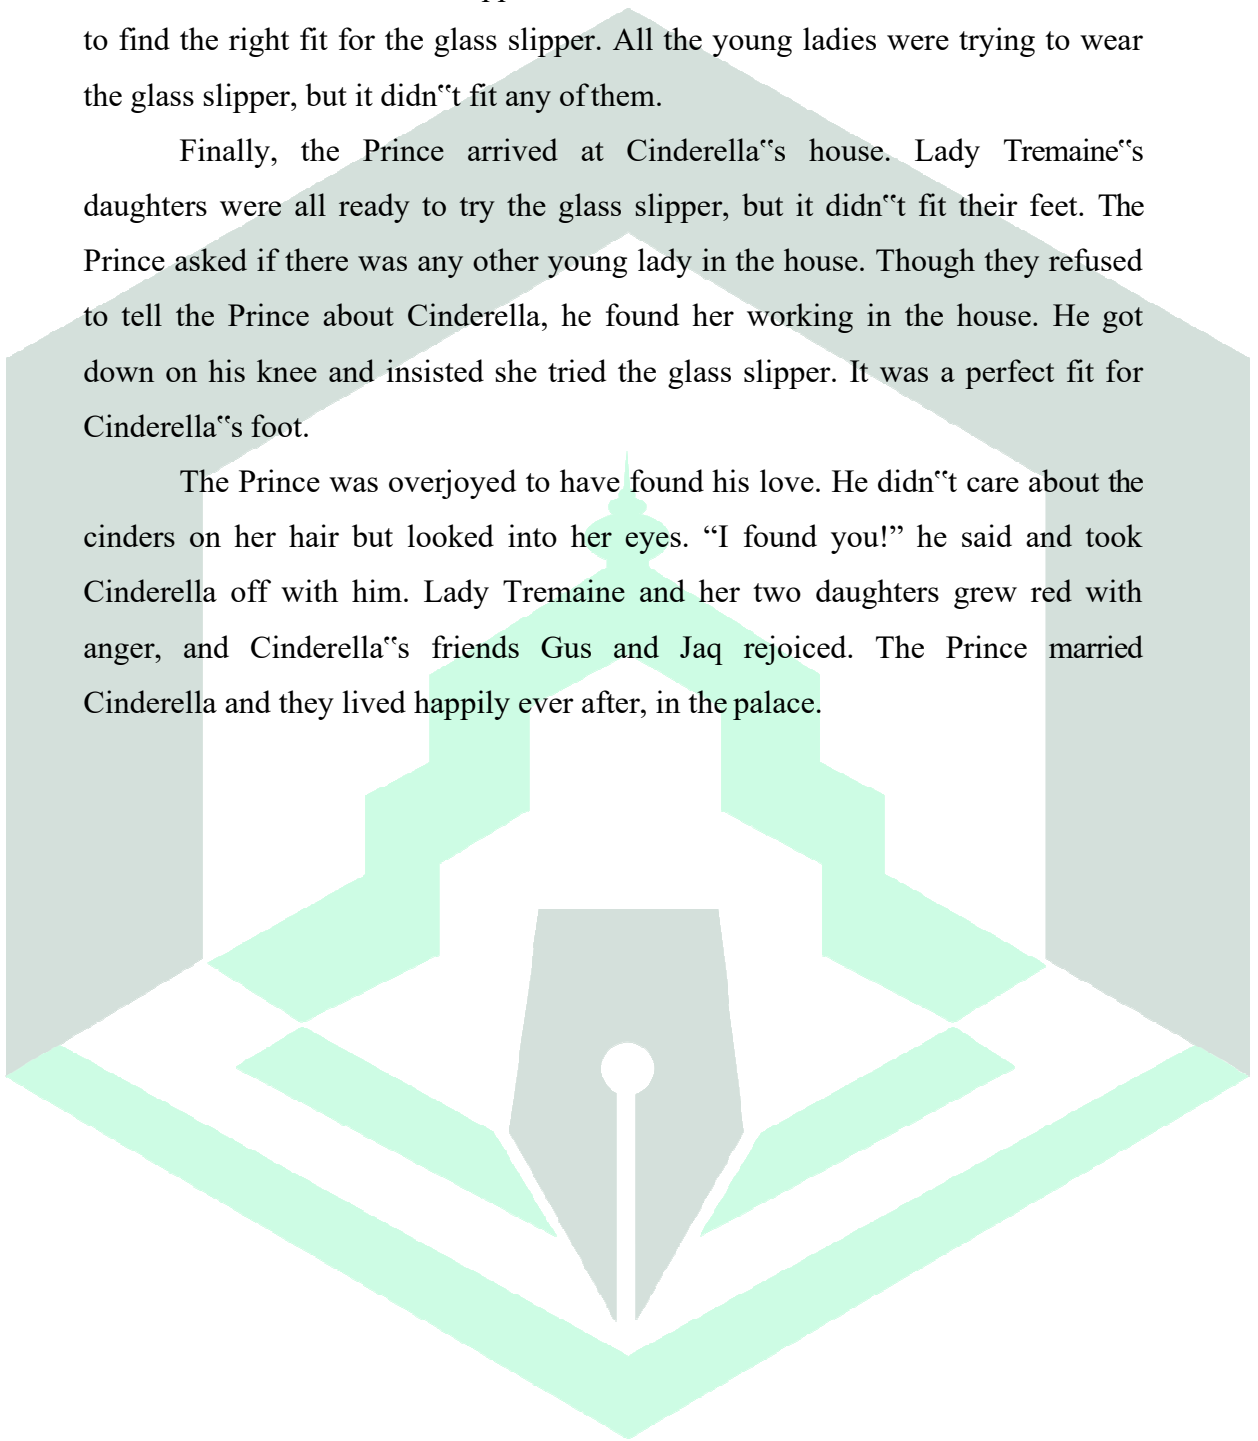 to find the right fit for the glass slipper. All the young ladies were trying to wear
the glass slipper, but it didn‟t fit any of them.
Finally, the Prince arrived at Cinderella‟s house. Lady Tremaine‟s
daughters were all ready to try the glass slipper, but it didn‟t fit their feet. The
Prince asked if there was any other young lady in the house. Though they refused
to tell the Prince about Cinderella, he found her working in the house. He got
down on his knee and insisted she tried the glass slipper. It was a perfect fit for
Cinderella‟s foot.
The Prince was overjoyed to have found his love. He didn‟t care about the
cinders on her hair but looked into her eyes. “I found you!” he said and took
Cinderella off with him. Lady Tremaine and her two daughters grew red with
anger, and Cinderella‟s friends Gus and Jaq rejoiced. The Prince married
Cinderella and they lived happily ever after, in the palace.